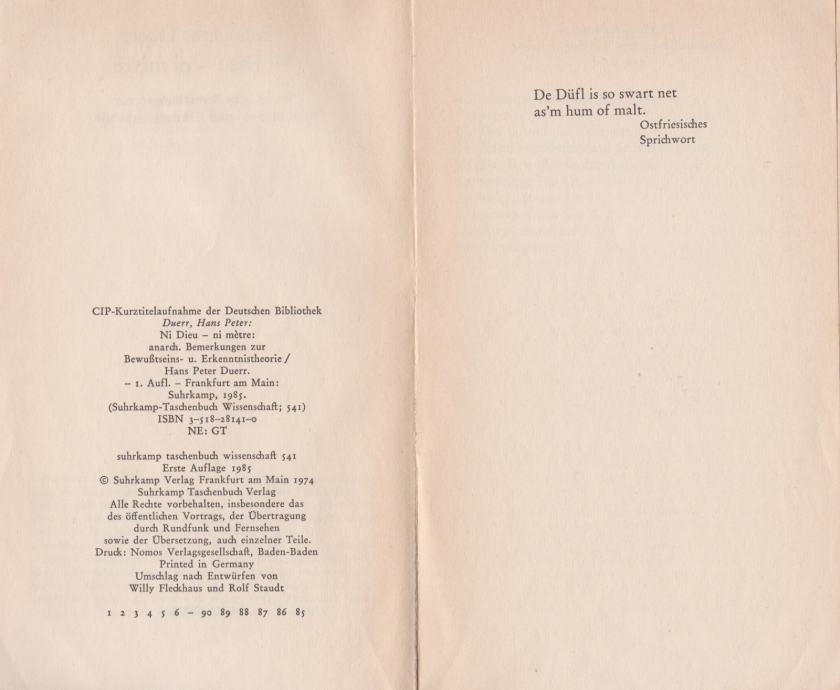 CIP-Kurztitelaufnahme der Deutschen Bibliothek
Duerr, Hans Peter:
Ni Dieu – ni mètre:
anarch. Bemerkungen zur
Bewußtseins- u. Erkenntnistheorie /
Hans Peter Duerr.
– 1. Aufl. – Frankfurt am Main:
Suhrkamp, 1985.
(Suhrkamp-Taschenbuch Wissenschaft; 541)
ISBN 3–518–28141–0
NE: GT
suhrkamp taschenbuch wissenschaft 541
Erste Auflage 1985
© Suhrkamp Verlag Frankfurt am Main 1974
Suhrkamp Taschenbuch Verlag
Alle Rechte vorbehalten, insbesondere das
des öffentlichen Vortrags, der Übertragung
durch Rundfunk und Fernsehen
sowie der Übersetzung, auch einzelner Teile.
Druck: Nomos Verlagsgesellschaft, Baden-Baden
Printed in Germany
Umschlag nach Entwürfen von
Willy Fleckhaus und Rolf Staudt
1 2 3 4 5 6 – 90 89 88 87 86 85
De Düfl is so swart net
as'm hum of malt.
Ostfriesisches
Sprichwort